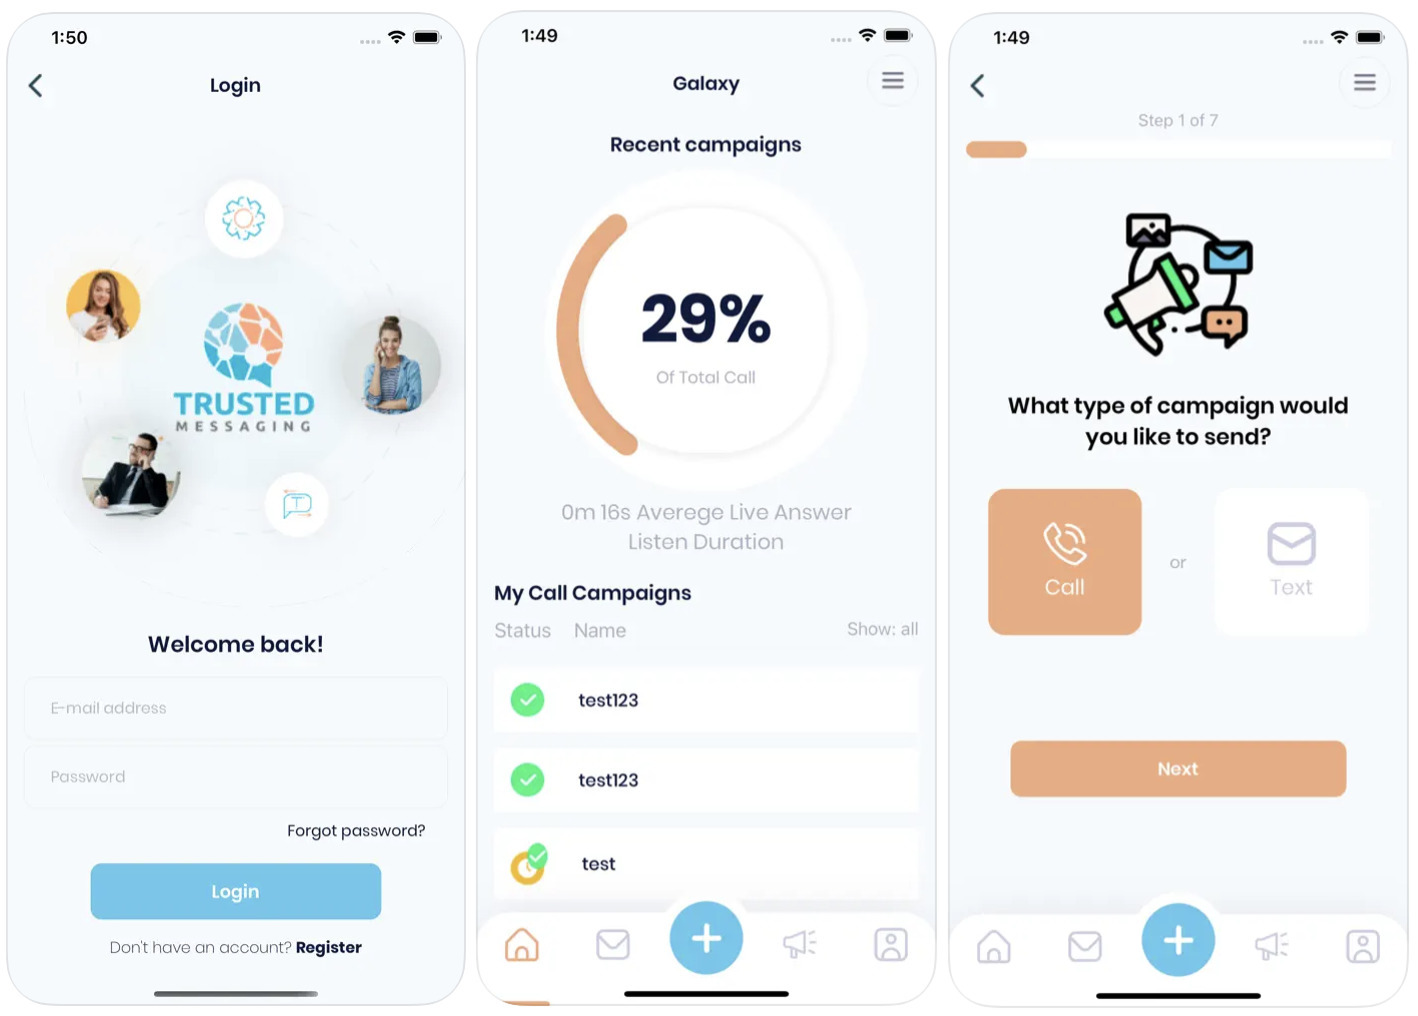 1:50
Login
TRUSTED
MESSAGING
Welcome back!
E-mail address
Password
Forgot password?
Login
Don't have an account? Register
1:49
Galaxy
Recent campaigns
29%
Of Total Call
0m 16s Averege Live Answer
Listen Duration
My Call Campaigns
Status Name Show: all
test123
test123
test
1:49
Step 1 of 7
What type of campaign would
you like to send?
Call
or
Text
Next